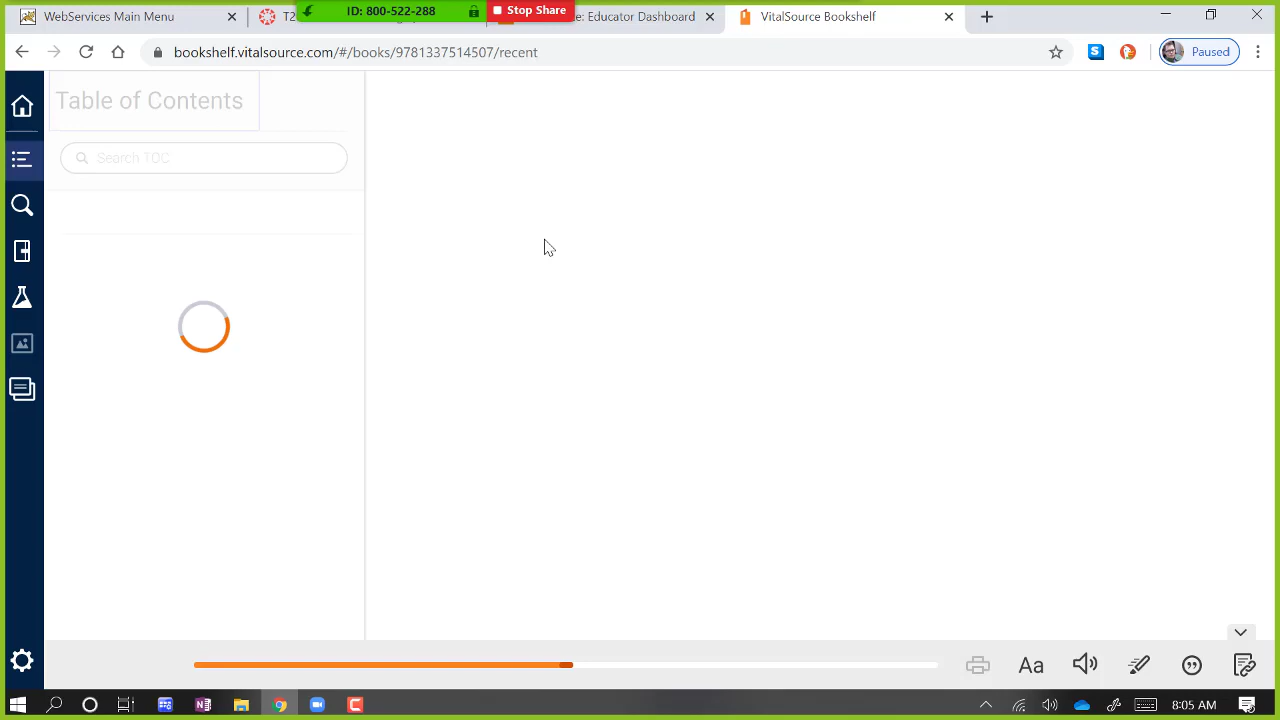 WebServices Main Menu
T2
ID: 800-522-288
Stop Share
e: Educator Dashboard
VitalSource Bookshelf
bookshelf.vitalsource.com/#/books/9781337514507/recent
S
Paused
Table of Contents
Search TOC
Aa
8:05 AM